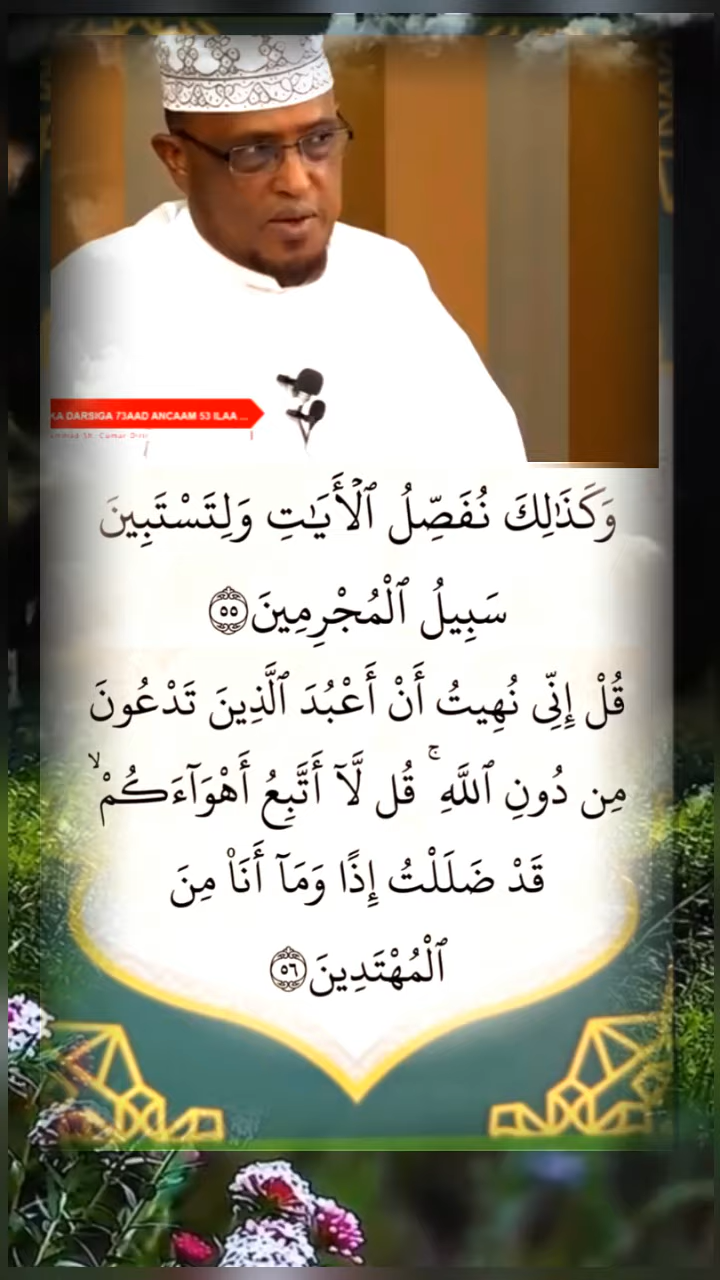 KA DARSIGA 73AAD ANCAAM 53 ILAA ...
وَكَذَٰلِكَ نُفَصِّلُ ٱلْأَيَـٰتِ وَلِتَسْتَبِينَ
سَبِيلُ ٱلْمُجْرِمِينَ ٥٥
قُلْ إِنِّى نُهِيتُ أَنْ أَعْبُدَ ٱلَّذِينَ تَدْعُونَ
مِن دُونِ ٱللَّهِ ۚ قُل لَّآ أَتَّبِعُ أَهْوَآءَكُمْ ۙ
قَدْ ضَلَلْتُ إِذًا وَمَآ أَنَا۠ مِنَ
ٱلْمُهْتَدِينَ ٥٦